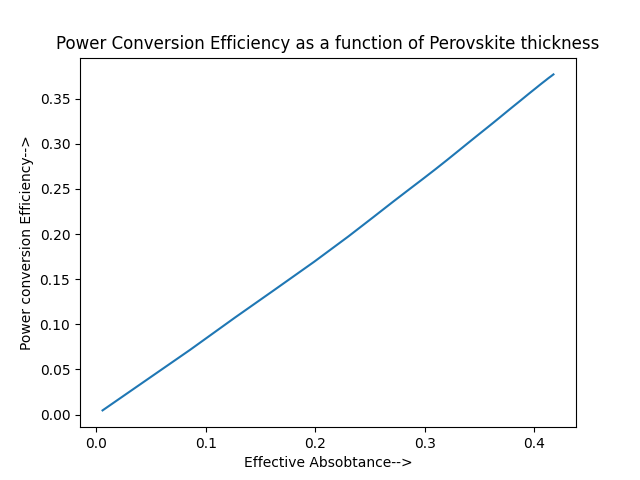 Power Conversion Efficiency as a function of Perovskite thickness
Power conversion Efficiency-->
0.35
0.30
0.25
0.20
0.15
0.10
0.05
0.00
0.0 0.1 0.2 0.3 0.4
Effective Absobtance-->